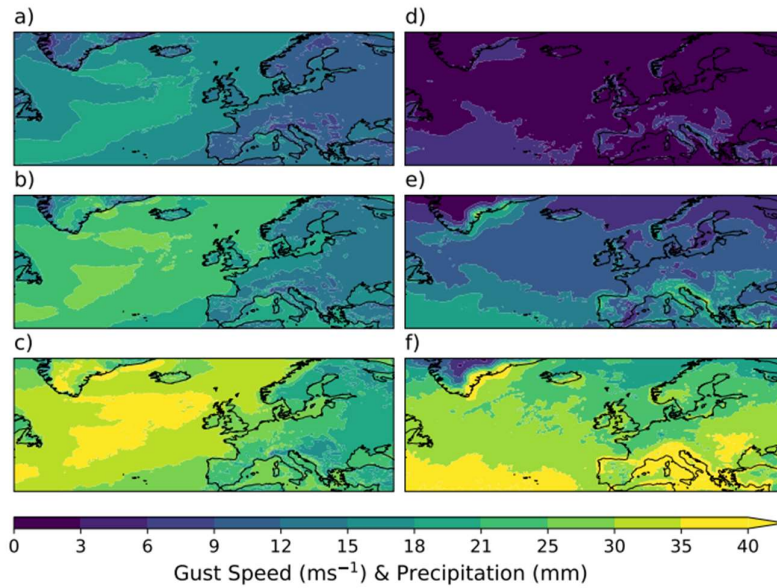 a) d)
b) e)
c) f)
0 3 6 9 12 15 18 21 25 30 35 40
Gust Speed (ms⁻¹) & Precipitation (mm)